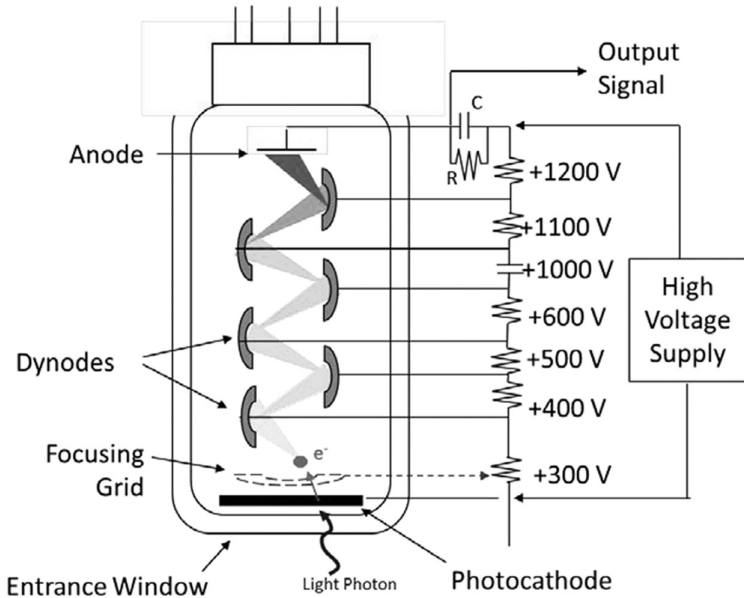 Output
Signal
C
R
Anode
+1200 V
+1100 V
+1000 V
High
Voltage
Supply
+600 V
Dynodes
+500 V
+400 V
e-
Focusing
Grid
+300 V
Entrance Window
Light Photon
Photocathode